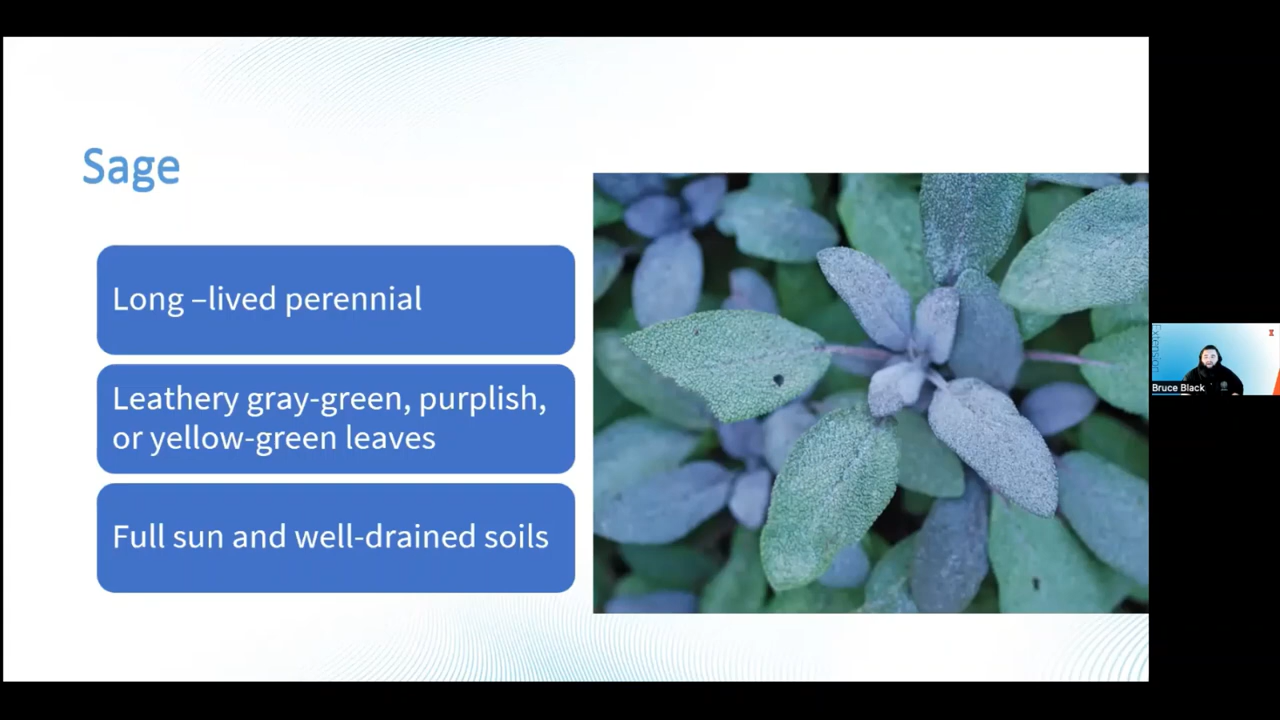 Sage
Long –lived perennial
Leathery gray-green, purplish,
or yellow-green leaves
Full sun and well-drained soils
Extension
Bruce Black